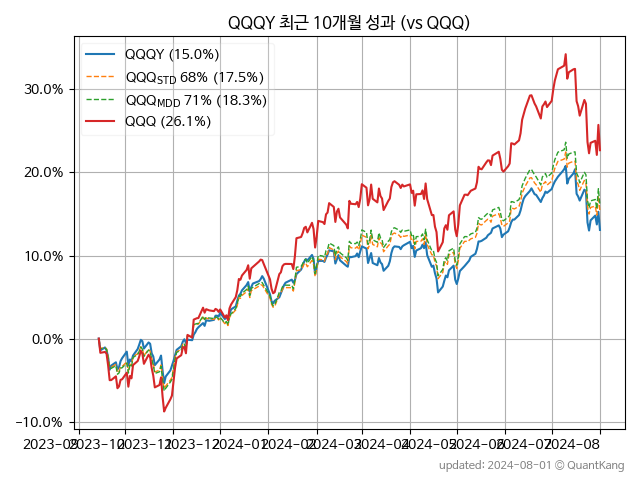 QQQY 최근 10개월 성과 (vs QQQ)
QQQY (15.0%)
QQQSTD 68% (17.5%)
QQQMDD 71% (18.3%)
QQQ (26.1%)
30.0%
20.0%
10.0%
0.0%
−10.0%
2023-09 2023-10 2023-11 2023-12 2024-01 2024-02 2024-03 2024-04 2024-05 2024-06 2024-07 2024-08
updated: 2024-08-01 © QuantKang